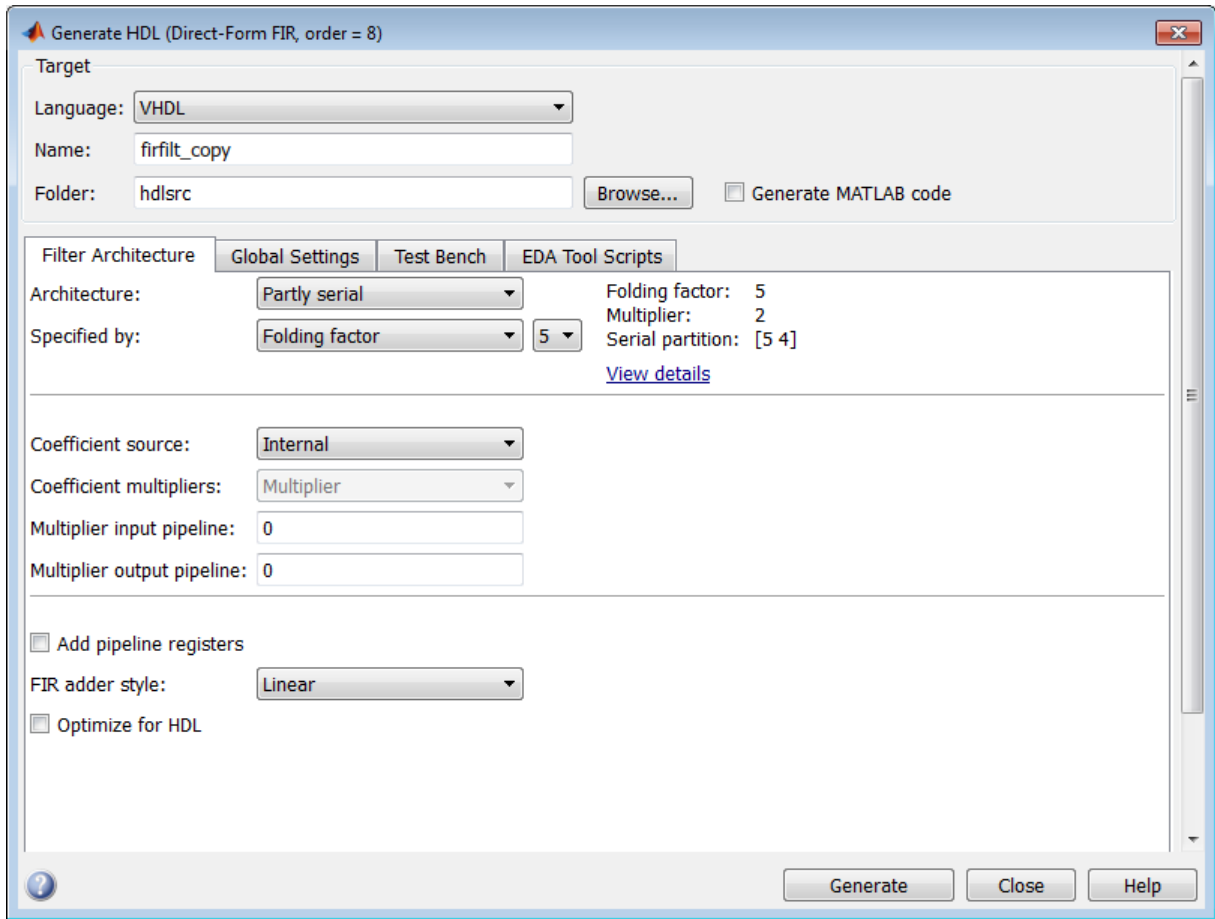 Generate HDL (Direct-Form FIR, order = 8)
Target
Language: VHDL
Name: firfilt_copy
Folder: hdlsrc Browse... Generate MATLAB code
Filter Architecture Global Settings Test Bench EDA Tool Scripts
Architecture: Partly serial Folding factor: 5
Multiplier: 2
Specified by: Folding factor 5 Serial partition: [5 4]
View details
Coefficient source: Internal
Coefficient multipliers: Multiplier
Multiplier input pipeline: 0
Multiplier output pipeline: 0
Add pipeline registers
FIR adder style: Linear
Optimize for HDL
? Generate Close Help